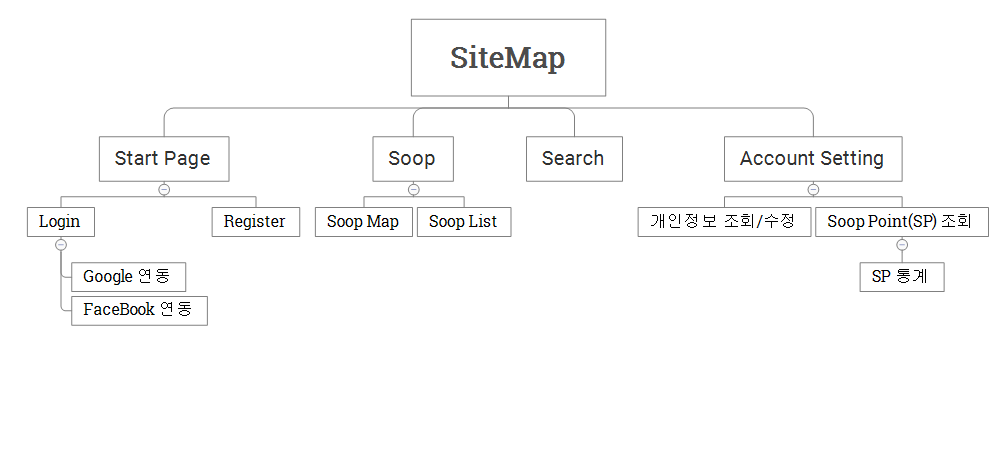 SiteMap
Start Page
Soop
Search
Account Setting
Login
Register
Soop Map
Soop List
개인정보 조회/수정
Soop Point(SP) 조회
Google 연동
SP 통계
FaceBook 연동